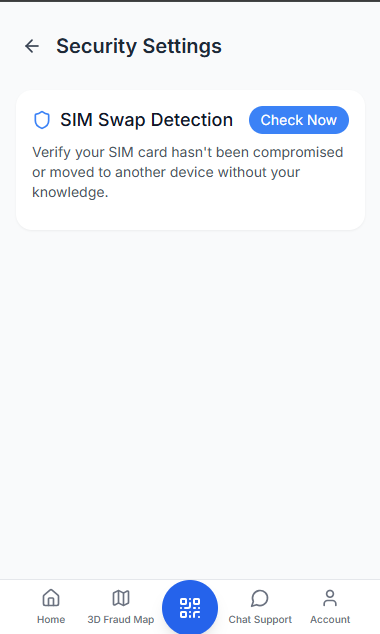 Security Settings
SIM Swap Detection
Check Now
Verify your SIM card hasn't been compromised
or moved to another device without your
knowledge.
Home
3D Fraud Map
Chat Support
Account